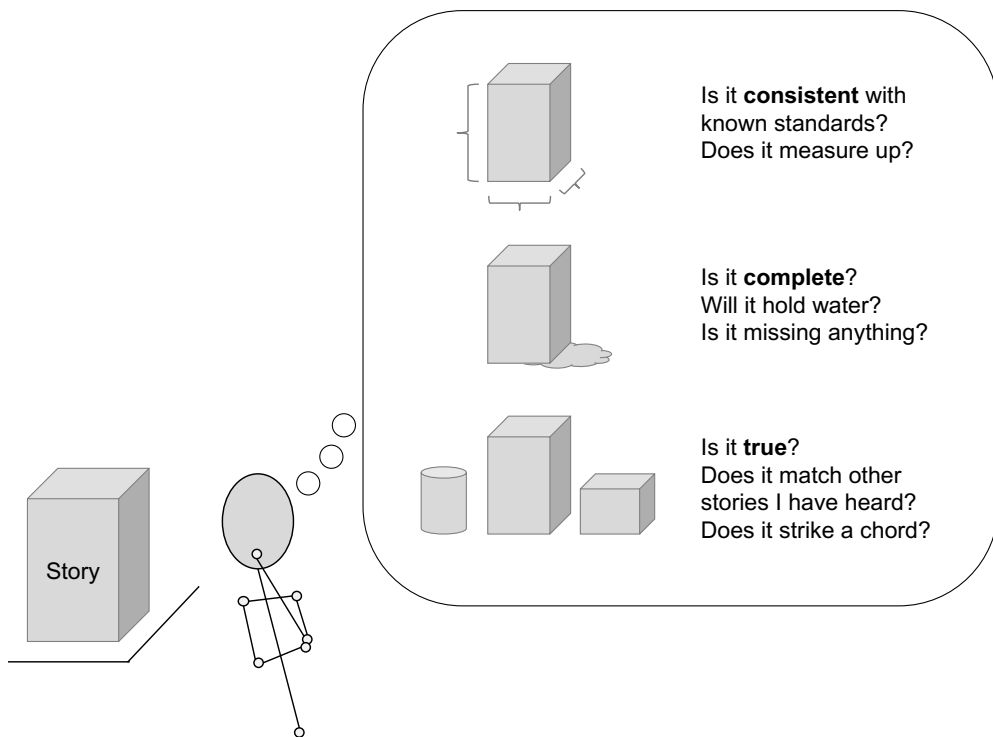 Is it consistent with
known standards?
Does it measure up?
Is it complete?
Will it hold water?
Is it missing anything?
Is it true?
Does it match other
stories I have heard?
Does it strike a chord?
Story